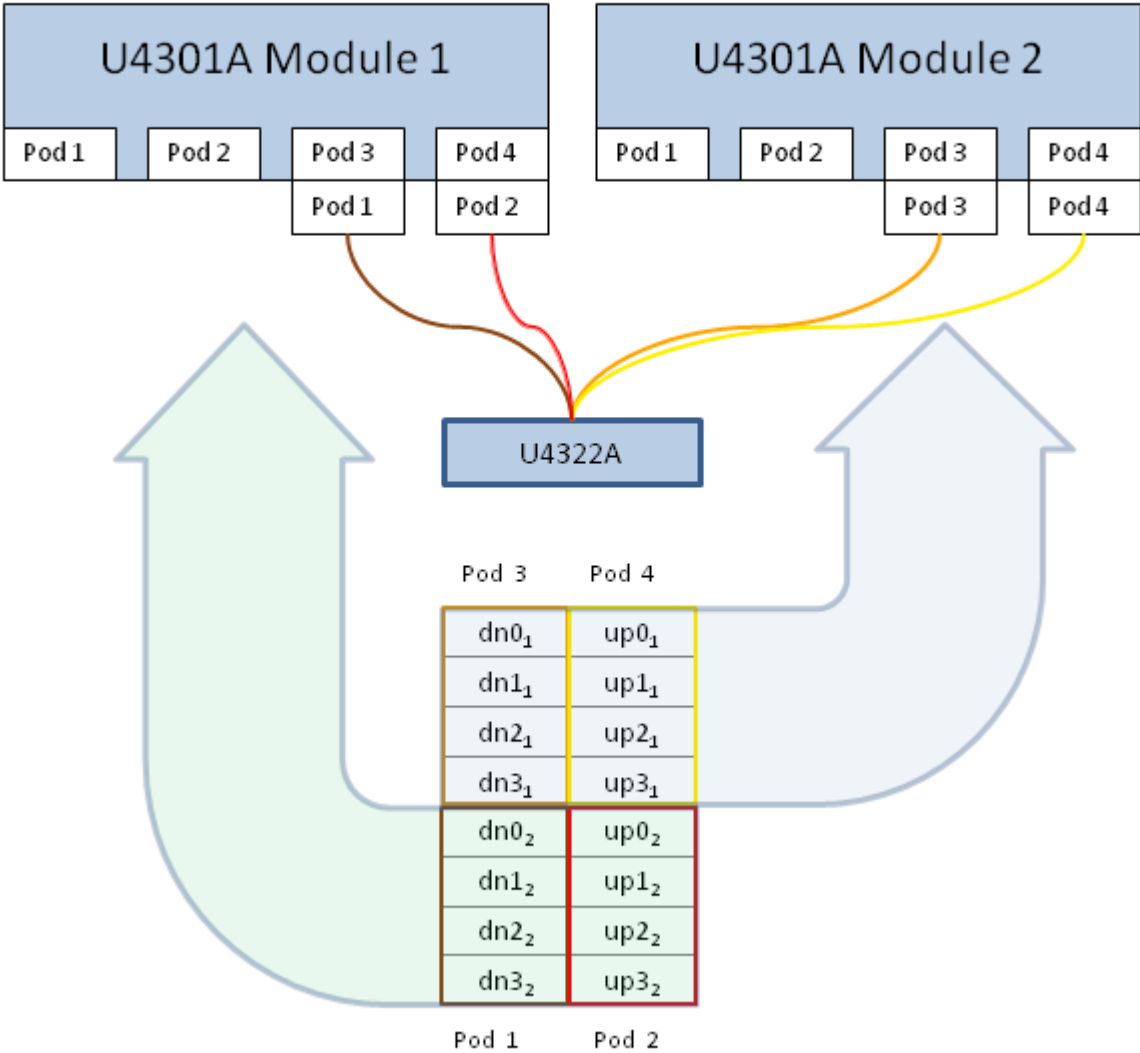 U4301A Module 1 U4301A Module 2
Pod 1 Pod 2 Pod 3 Pod 4 Pod 1 Pod 2 Pod 3 Pod 4
Pod 1 Pod 2 Pod 3 Pod 4
U4322A
Pod 3 Pod 4
dn0₁ up0₁
dn1₁ up1₁
dn2₁ up2₁
dn3₁ up3₁
dn0₂ up0₂
dn1₂ up1₂
dn2₂ up2₂
dn3₂ up3₂
Pod 1 Pod 2